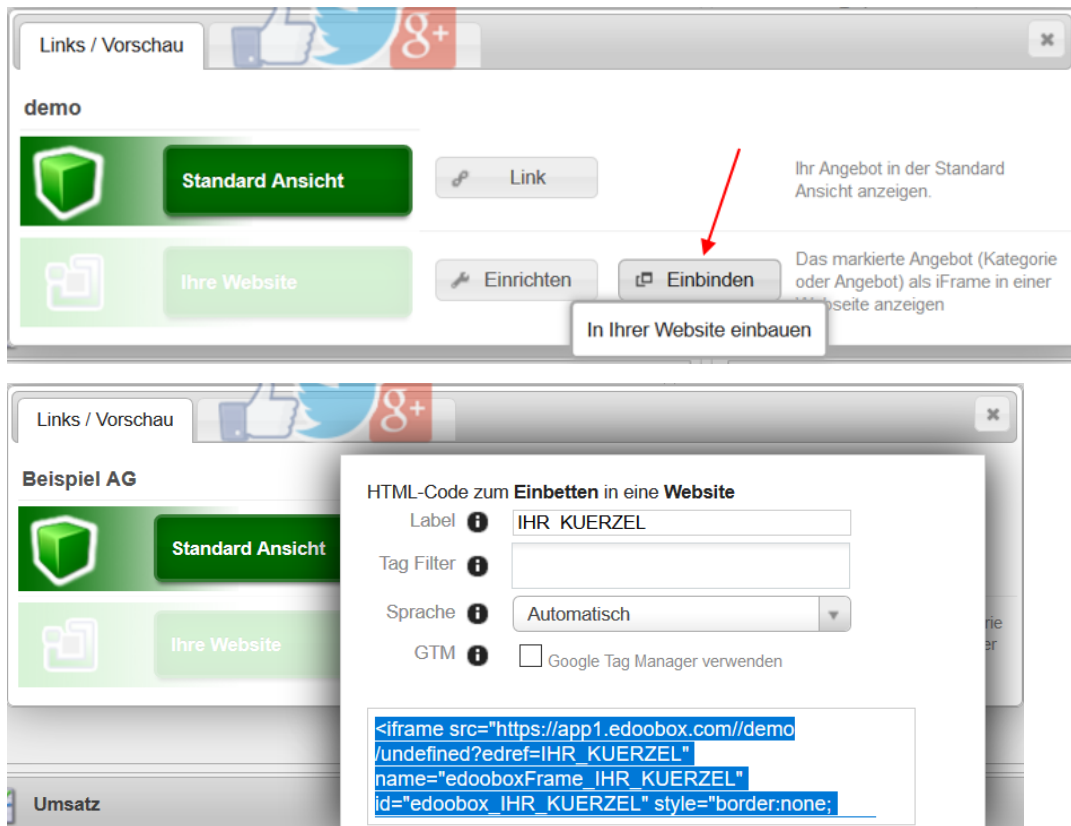 Links / Vorschau
g+
demo
Standard Ansicht
Link
Ihr Angebot in der Standard
Ansicht anzeigen.
Ihre Website
Einrichten
Einbinden
Das markierte Angebot (Kategorie
oder Angebot) als iFrame in einer
anzeigen
In Ihrer Website einbauen
Links / Vorschau
g+
Beispiel AG
Standard Ansicht
Ihre Website
HTML-Code zum Einbetten in eine Website
Label
IHR_KUERZEL
Tag Filter
Sprache
Automatisch
GTM
Google Tag Manager verwenden
rie
er
<iframe src="https://app1.edoobox.com//demo
/undefined?edref=IHR_KUERZEL"
name="edooboxFrame_IHR_KUERZEL"
id="edoobox_IHR_KUERZEL" style="border:none;
Umsatz